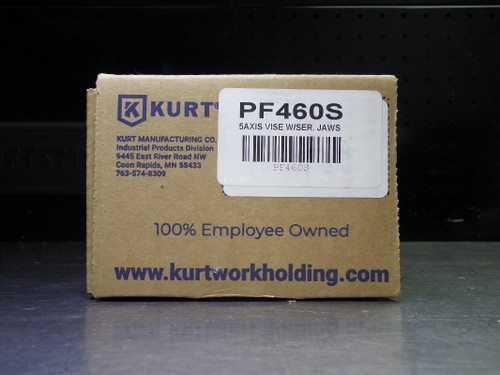 KURT®
KURT MANUFACTURING CO.
Industrial Products Division
9445 East River Road NW
Coon Rapids, MN 55433
763-574-8309
PF460S
5AXIS VISE W/SER. JAWS
PF460S
100% Employee Owned
www.kurtworkholding.com